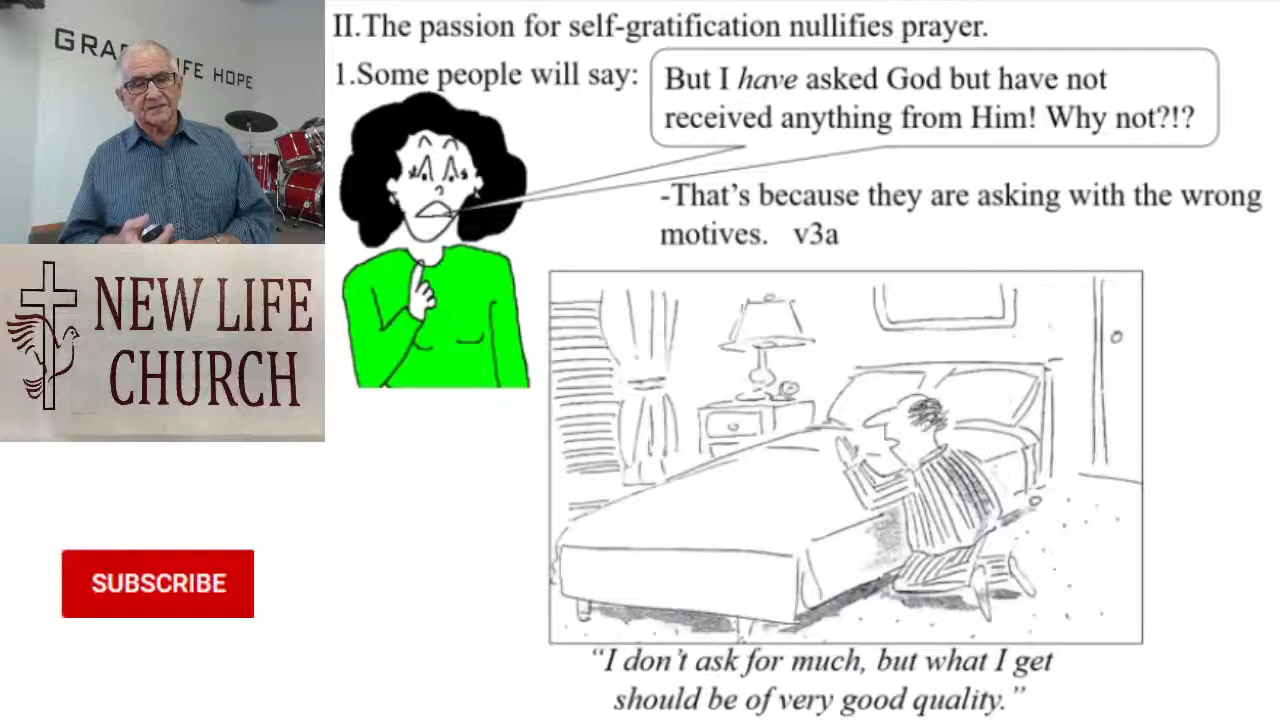 GRACE LIFE HOPE
II.The passion for self-gratification nullifies prayer.
1.Some people will say:
But I have asked God but have not
received anything from Him! Why not?!?
-That's because they are asking with the wrong
motives. v3a
NEW LIFE
CHURCH
SUBSCRIBE
"I don't ask for much, but what I get
should be of very good quality."